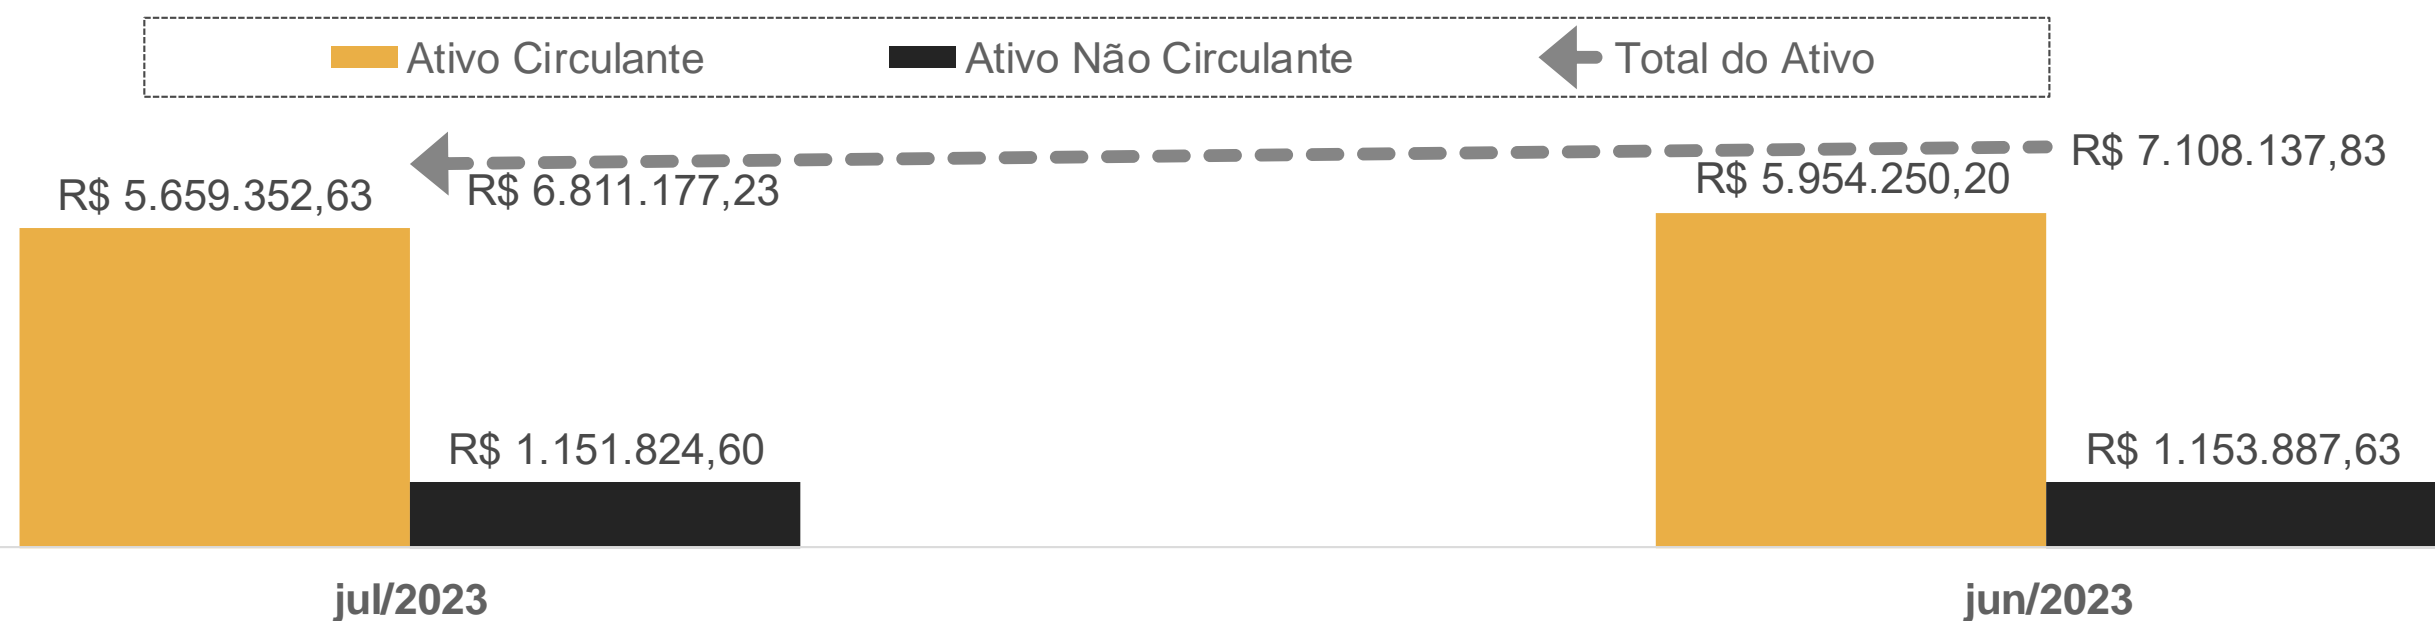 Ativo Circulante Ativo Não Circulante Total do Ativo
R$ 7.108.137,83
R$ 5.659.352,63 R$ 6.811.177,23 R$ 5.954.250,20
R$ 1.151.824,60 R$ 1.153.887,63
jul/2023 jun/2023